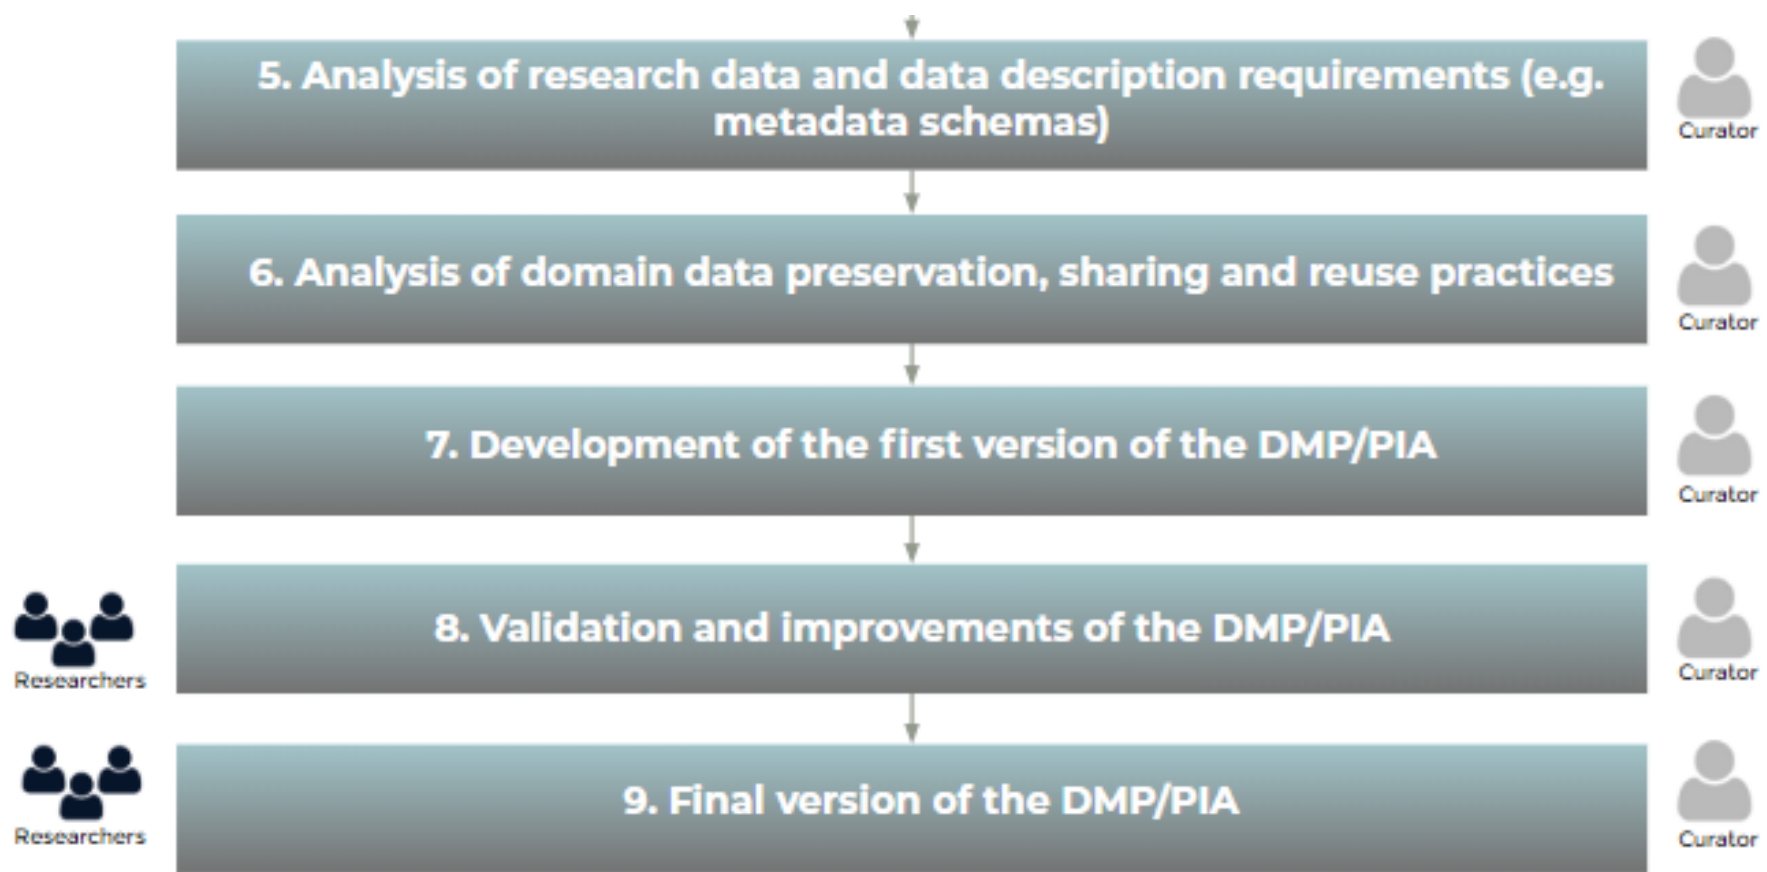 5. Analysis of research data and data description requirements (e.g.
metadata schemas)
Curator
6. Analysis of domain data preservation, sharing and reuse practices
Curator
7. Development of the first version of the DMP/PIA
Curator
Researchers
8. Validation and improvements of the DMP/PIA
Curator
Researchers
9. Final version of the DMP/PIA
Curator